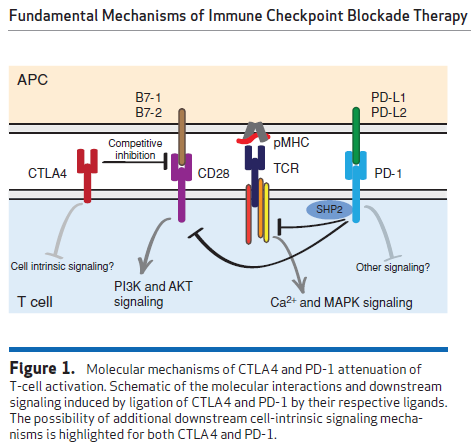 Fundamental Mechanisms of Immune Checkpoint Blockade Therapy
APC
B7-1
B7-2
PD-L1
PD-L2
Competitive
inhibition
pMHC
CTLA4
CD28
TCR
PD-1
SHP2
Cell intrinsic signaling?
Other signaling?
PI3K and AKT
signaling
Ca²⁺ and MAPK signaling
T cell
Figure 1. Molecular mechanisms of CTLA4 and PD-1 attenuation of
T-cell activation. Schematic of the molecular interactions and downstream
signaling induced by ligation of CTLA4 and PD-1 by their respective ligands.
The possibility of additional downstream cell-intrinsic signaling mecha-
nisms is highlighted for both CTLA4 and PD-1.